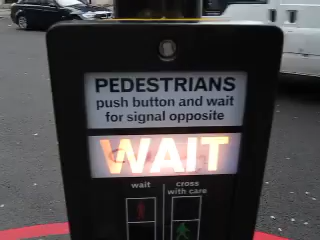 PEDESTRIANS
push button and wait
for signal opposite
WAIT
wait
cross
with care